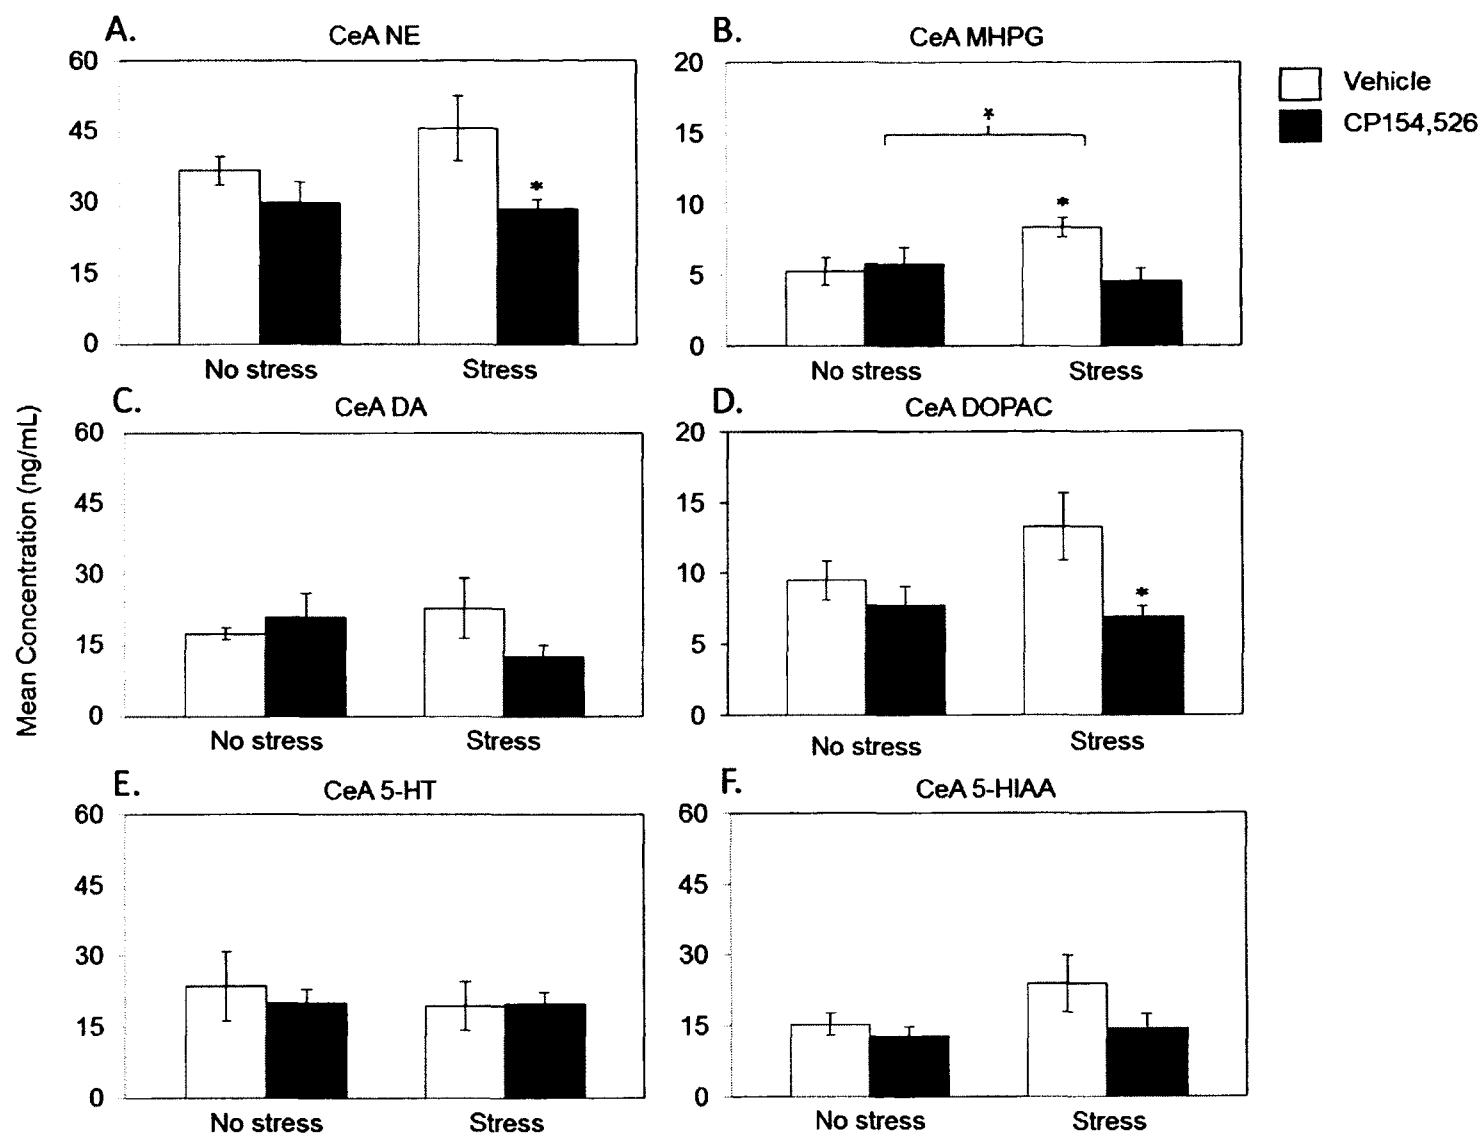 A.
CeA NE
60
45
30
15
0
*
No stress
Stress
B.
CeA MHPG
20
15
10
5
0
*
*
No stress
Stress
Vehicle
CP154,526
Mean Concentration (ng/mL)
C.
CeA DA
60
45
30
15
0
No stress
Stress
D.
CeA DOPAC
20
15
10
5
0
*
No stress
Stress
E.
CeA 5-HT
60
45
30
15
0
No stress
Stress
F.
CeA 5-HIAA
60
45
30
15
0
No stress
Stress